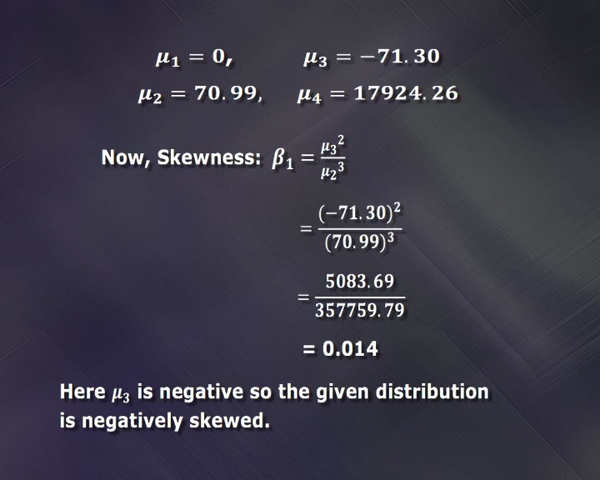 μ₁ = 0, μ₃ = −71.30
μ₂ = 70.99, μ₄ = 17924.26
Now, Skewness: β₁ = μ₃² / μ₂³
= (−71.30)² / (70.99)³
= 5083.69 / 357759.79
= 0.014
Here μ₃ is negative so the given distribution
is negatively skewed.